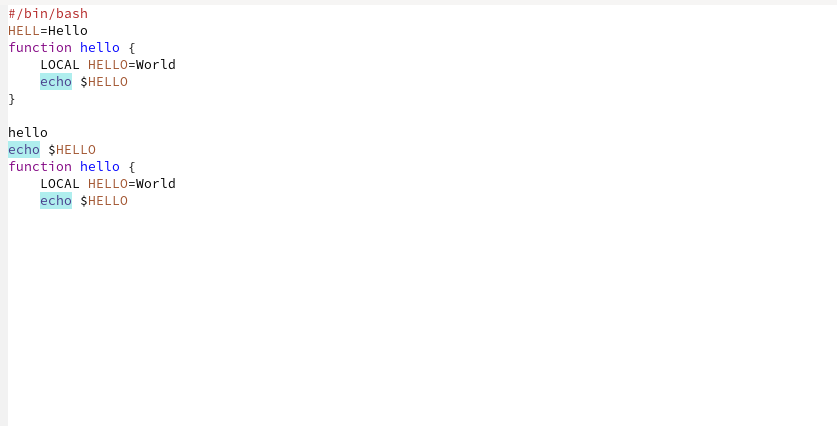 #/bin/bash
HELL=Hello
function hello {
    LOCAL HELLO=World
    echo $HELLO
}

hello
echo $HELLO
function hello {
    LOCAL HELLO=World
    echo $HELLO